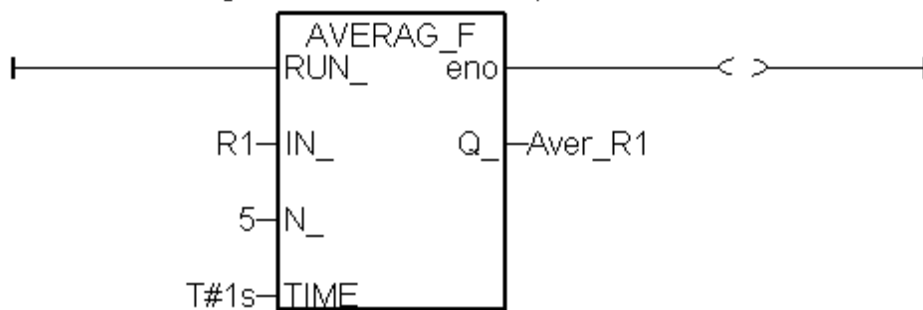 AVERAG_F
RUN_ eno
R1 IN_ Q_ Aver_R1
5 N_
T#1s TIME